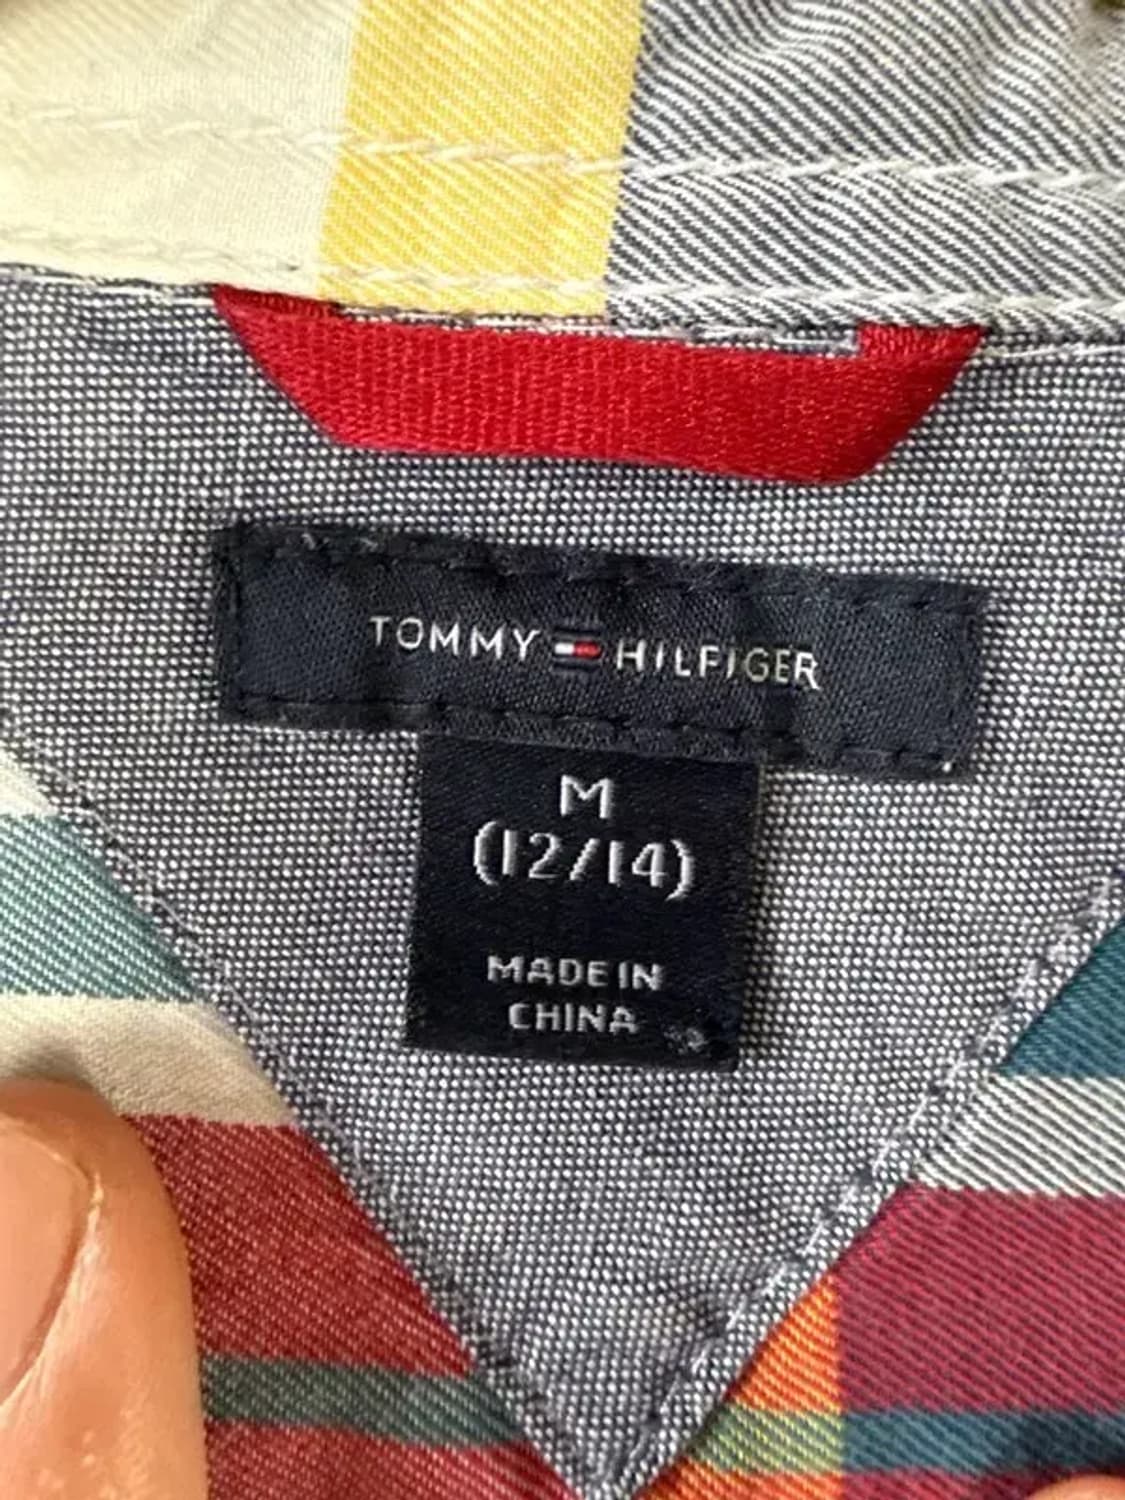 TOMMY HILFIGER
M
(12/14)
MADE IN
CHINA